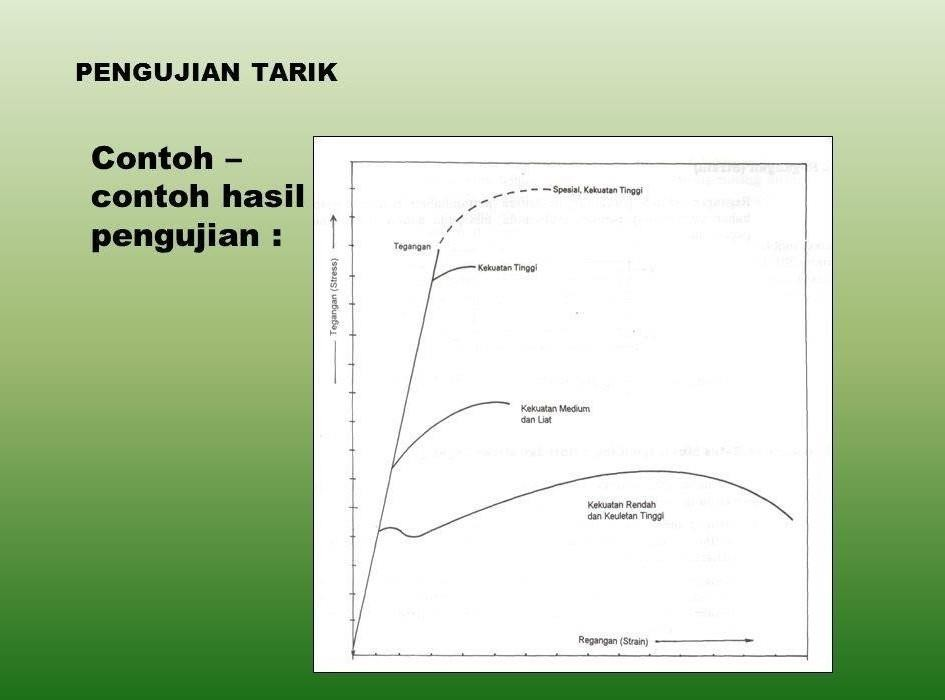 PENGUJIAN TARIK
Contoh –
contoh hasil
pengujian :
Spesial, Kekuatan Tinggi
Tegangan
Kekuatan Tinggi
Tegangan (Stress)
Kekuatan Medium
dan Liat
Kekuatan Rendah
dan Keuletan Tinggi
Regangan (Strain)